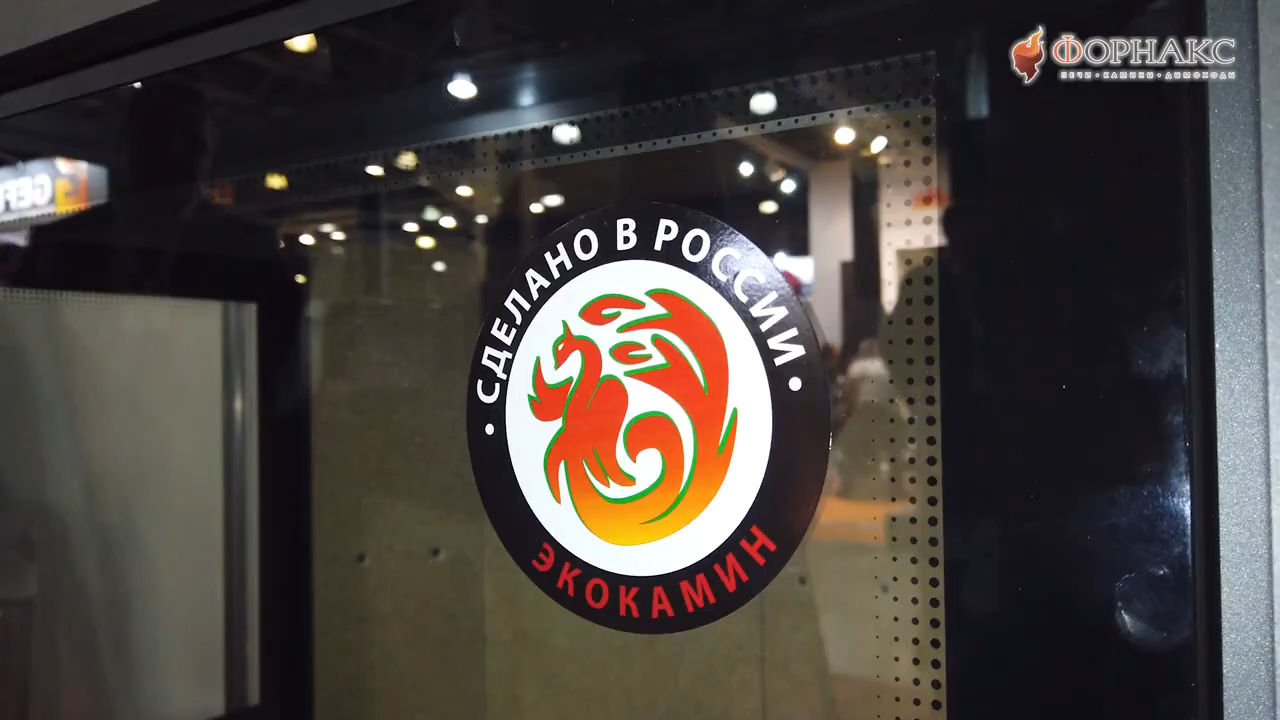 ФОРНАКС
ПЕЧИ • КАМИНЫ • ДЫМОХОДЫ
• СДЕЛАНО В РОССИИ •
ЭКОКАМИН